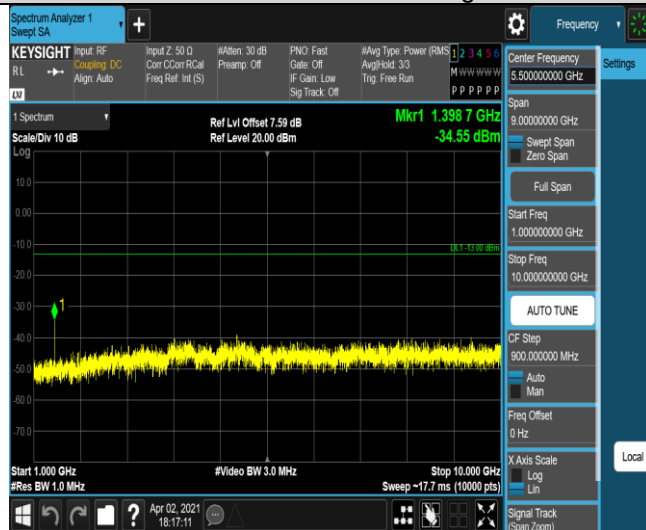 Spectrum Analyzer 1
Swept SA
Frequency
KEYSIGHT
RL
Input: RF
Coupling: DC
Align: Auto
Input Z: 50 Ω
Corr CCorr RCal
Freq Ref: Int (S)
#Atten: 30 dB
Preamp: Off
PNO: Fast
Gate: Off
IF Gain: Low
Sig Track: Off
#Avg Type: Power (RMS
Avg|Hold: 3/3
Trig: Free Run
1 2 3 4 5 6
M W W W W W
P P P P P P
LXI
1 Spectrum
Scale/Div 10 dB
Log
Ref Lvl Offset 7.59 dB
Ref Level 20.00 dBm
Mkr1 1.398 7 GHz
-34.55 dBm
10.0
0.00
-10.0
-20.0
-30.0
-40.0
-50.0
-60.0
-70.0
DL1 -13.00 dBm
1
Start 1.000 GHz
#Res BW 1.0 MHz
#Video BW 3.0 MHz
Stop 10.000 GHz
Sweep ~17.7 ms (10000 pts)
Apr 02, 2021
18:17:11
Center Frequency
5.500000000 GHz
Span
9.00000000 GHz
Swept Span
Zero Span
Full Span
Start Freq
1.000000000 GHz
Stop Freq
10.000000000 GHz
AUTO TUNE
CF Step
900.000000 MHz
Auto
Man
Freq Offset
0 Hz
X Axis Scale
Log
Lin
Signal Track
(Span Zoom)
Settings
Local